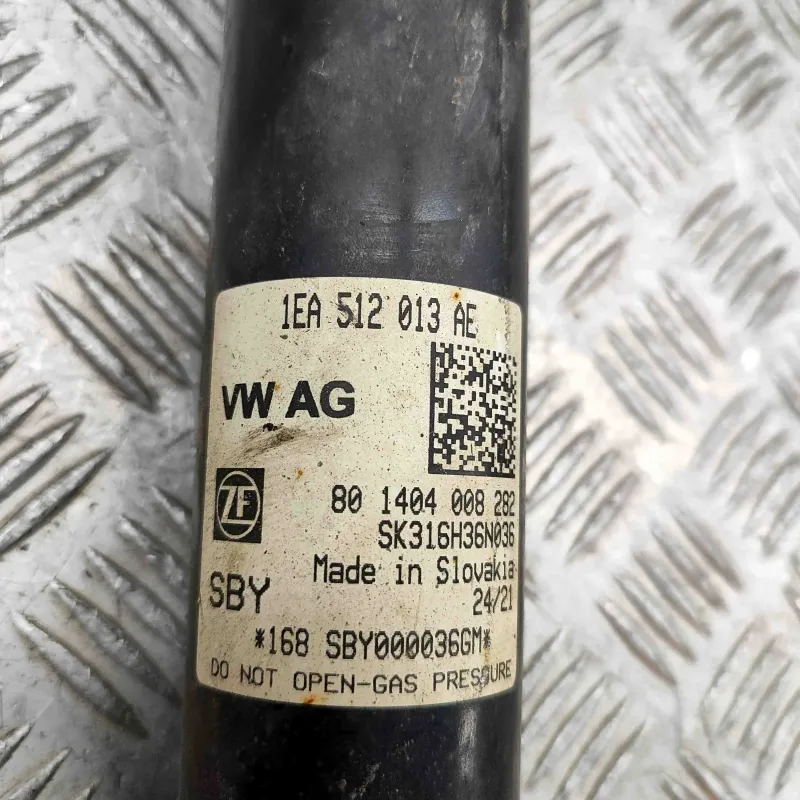 1EA 512 013 AE
VW AG
ZF
80 1404 008 282
SK316H36N036
Made in Slovakia
SBY 24/21
*168 SBY000036GM*
DO NOT OPEN-GAS PRESSURE